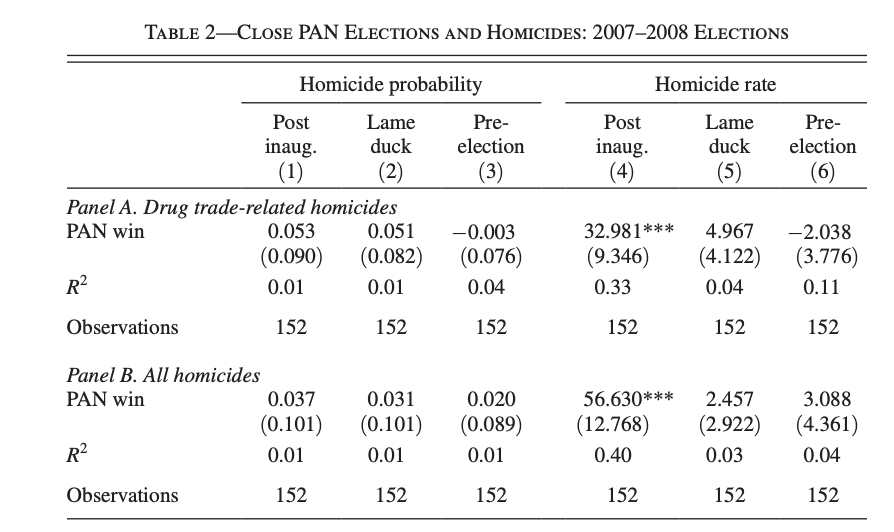 TABLE 2—CLOSE PAN ELECTIONS AND HOMICIDES: 2007–2008 ELECTIONS
Homicide probability Homicide rate
Post Lame Pre- Post Lame Pre-
inaug. duck election inaug. duck election
(1) (2) (3) (4) (5) (6)
Panel A. Drug trade-related homicides
PAN win 0.053 0.051 −0.003 32.981*** 4.967 −2.038
(0.090) (0.082) (0.076) (9.346) (4.122) (3.776)
R² 0.01 0.01 0.04 0.33 0.04 0.11
Observations 152 152 152 152 152 152
Panel B. All homicides
PAN win 0.037 0.031 0.020 56.630*** 2.457 3.088
(0.101) (0.101) (0.089) (12.768) (2.922) (4.361)
R² 0.01 0.01 0.01 0.40 0.03 0.04
Observations 152 152 152 152 152 152